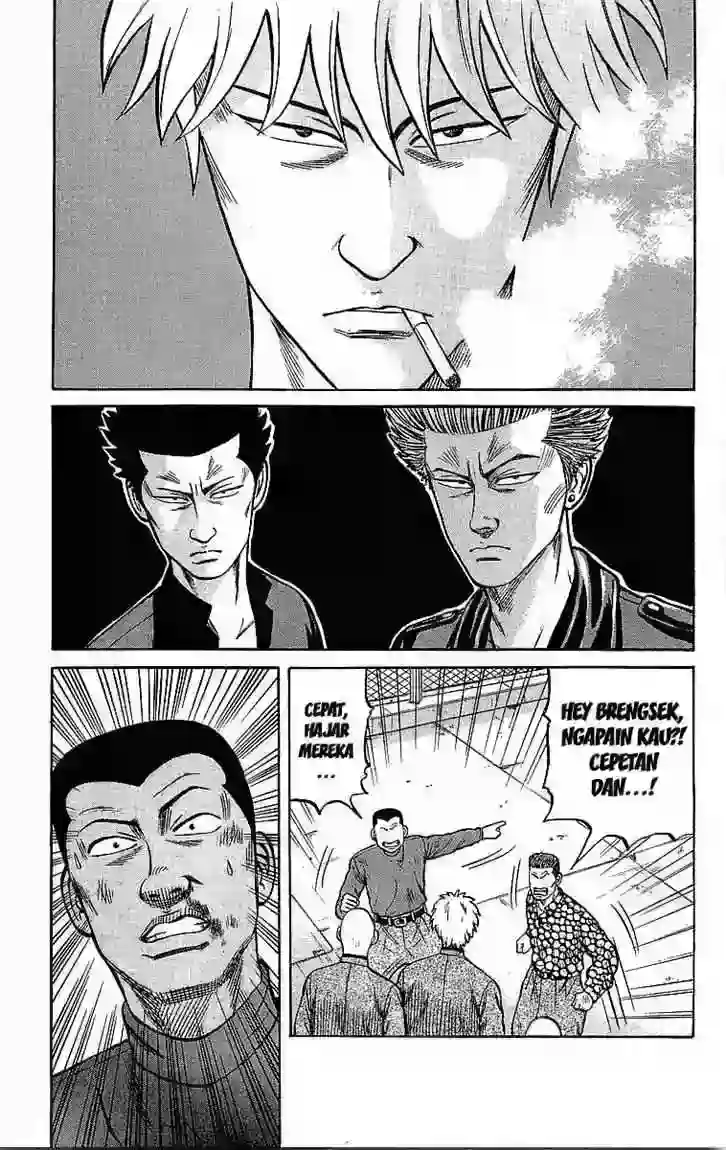 HEY BRENGSEK,
NGAPAIN KAU?!
CEPETAN
DAN...!
CEPAT,
HAJAR
MEREKA
...